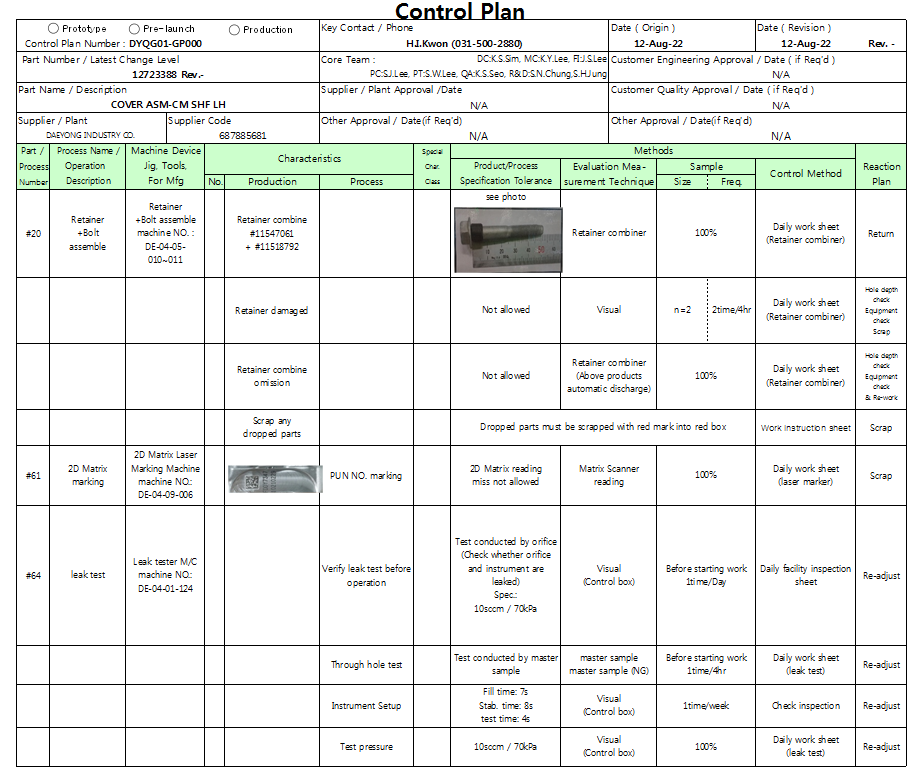 Control Plan
Prototype Pre-launch Production
Control Plan Number : DYQG01-GP000
Key Contact / Phone
H.I.Kwon (031-500-2880)
Date ( Origin )
12-Aug-22
Date ( Revision )
12-Aug-22 Rev. -
Part Number / Latest Change Level
12723388 Rev.-
Core Team : DC:K.S.Sim, MC:K.Y.Lee, FI:J.S.Lee
PC:S.J.Lee, PT:S.W.Lee, QA:K.S.Seo, R&D:S.N.Chung,S.H.Jung
Customer Engineering Approval / Date ( if Req'd )
N/A
Part Name / Description
COVER ASM-CM SHF LH
Supplier / Plant Approval /Date
N/A
Customer Quality Approval / Date ( if Req'd )
N/A
Supplier / Plant
DAEYONG INDUSTRY CO.
Supplier Code
687885681
Other Approval / Date(if Req'd)
N/A
Other Approval / Date(if Req'd)
N/A
Part /
Process
Number
Process Name /
Operation
Description
Machine Device
Jig, Tools,
For Mfg
Characteristics
No. Production Process
Special
Char.
Class
Methods
Product/Process
Specification Tolerance
Evaluation Mea-
surement Technique
Sample
Size Freq.
Control Method
Reaction
Plan
#20
Retainer
+Bolt
assemble
Retainer
+Bolt assemble
machine NO. :
DE-04-05-
010~011
Retainer combine
#11547061
+ #11518792
see photo
Retainer combiner
100%
Daily work sheet
(Retainer combiner)
Return
Retainer damaged
Not allowed
Visual
n=2
2time/4hr
Daily work sheet
(Retainer combiner)
Hole depth
check
Equipment
check
Scrap
Retainer combine
omission
Not allowed
Retainer combiner
(Above products
automatic discharge)
100%
Daily work sheet
(Retainer combiner)
Hole depth
check
Equipment
check
& Re-work
Scrap any
dropped parts
Dropped parts must be scrapped with red mark into red box
Work Instruction sheet
Scrap
#61
2D Matrix
marking
2D Matrix Laser
Marking Machine
machine NO.:
DE-04-09-006
PUN NO. marking
2D Matrix reading
miss not allowed
Matrix Scanner
reading
100%
Daily work sheet
(laser marker)
Scrap
#64
leak test
Leak tester M/C
machine NO.:
DE-04-01-124
Verify leak test before
operation
Test conducted by orifice
(Check whether orifice
and instrument are
leaked)
Spec.:
10sccm / 70kPa
Visual
(Control box)
Before starting work
1time/Day
Daily facility inspection
sheet
Re-adjust
Through hole test
Test conducted by master
sample
master sample
master sample (NG)
Before starting work
1time/4hr
Daily work sheet
(leak test)
Re-adjust
Instrument Setup
Fill time: 7s
Stab. time: 8s
test time: 4s
Visual
(Control box)
1time/week
Check inspection
Re-adjust
Test pressure
10sccm / 70kPa
Visual
(Control box)
100%
Daily work sheet
(leak test)
Re-adjust